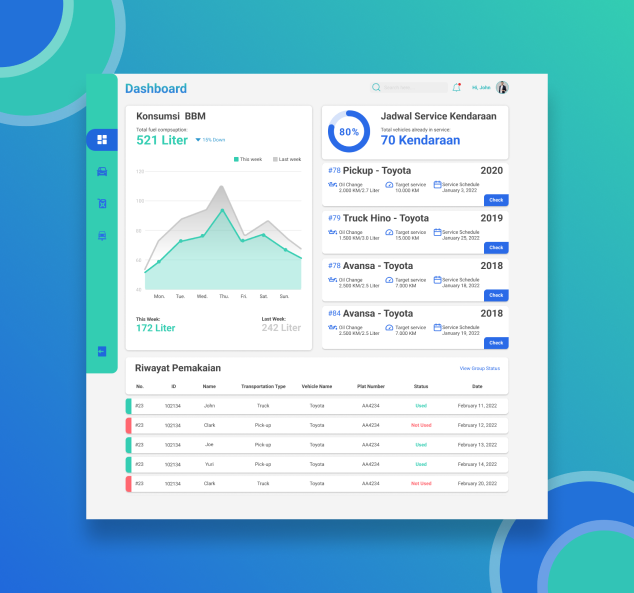 Dashboard
Hi, John
Konsumsi BBM
Total fuel compsuption
521 Liter
15% Down
This week
Last week
120
100
80
60
40
Mon.
Tue.
Wed.
Thu.
Fri.
Sat.
Sun.
This Week:
172 Liter
Last Week:
242 Liter
80%
Jadwal Service Kendaraan
Total vehicles already in service:
70 Kendaraan
#78 Pickup - Toyota
2020
Oil Change
2.000 KM/2.7 Liter
Target service
10.000 KM
Service Schedule
January 3, 2022
Check
#79 Truck Hino - Toyota
2019
Oil Change
1.500 KM/3.0 Liter
Target service
15.000 KM
Service Schedule
January 25, 2022
Check
#78 Avansa - Toyota
2018
Oil Change
2.500 KM/2.5 Liter
Target service
7.000 KM
Service Schedule
January 18, 2022
Check
#84 Avansa - Toyota
2018
Oil Change
2.500 KM/2.5 Liter
Target service
7.000 KM
Service Schedule
January 19, 2022
Check
Riwayat Pemakaian
View Group Status
No. ID Name Transportation Type Vehicle Name Plat Number Status Date
#23 102134 John Truck Toyota AA4234 Used February 11, 2022
#23 102134 Clark Pick-up Toyota AA4234 Not Used February 12, 2022
#23 102134 Joe Pick-up Toyota AA4234 Used February 13, 2022
#23 102134 Yuri Pick-up Toyota AA4234 Used February 14, 2022
#23 102134 Clark Truck Toyota AA4234 Not Used February 20, 2022